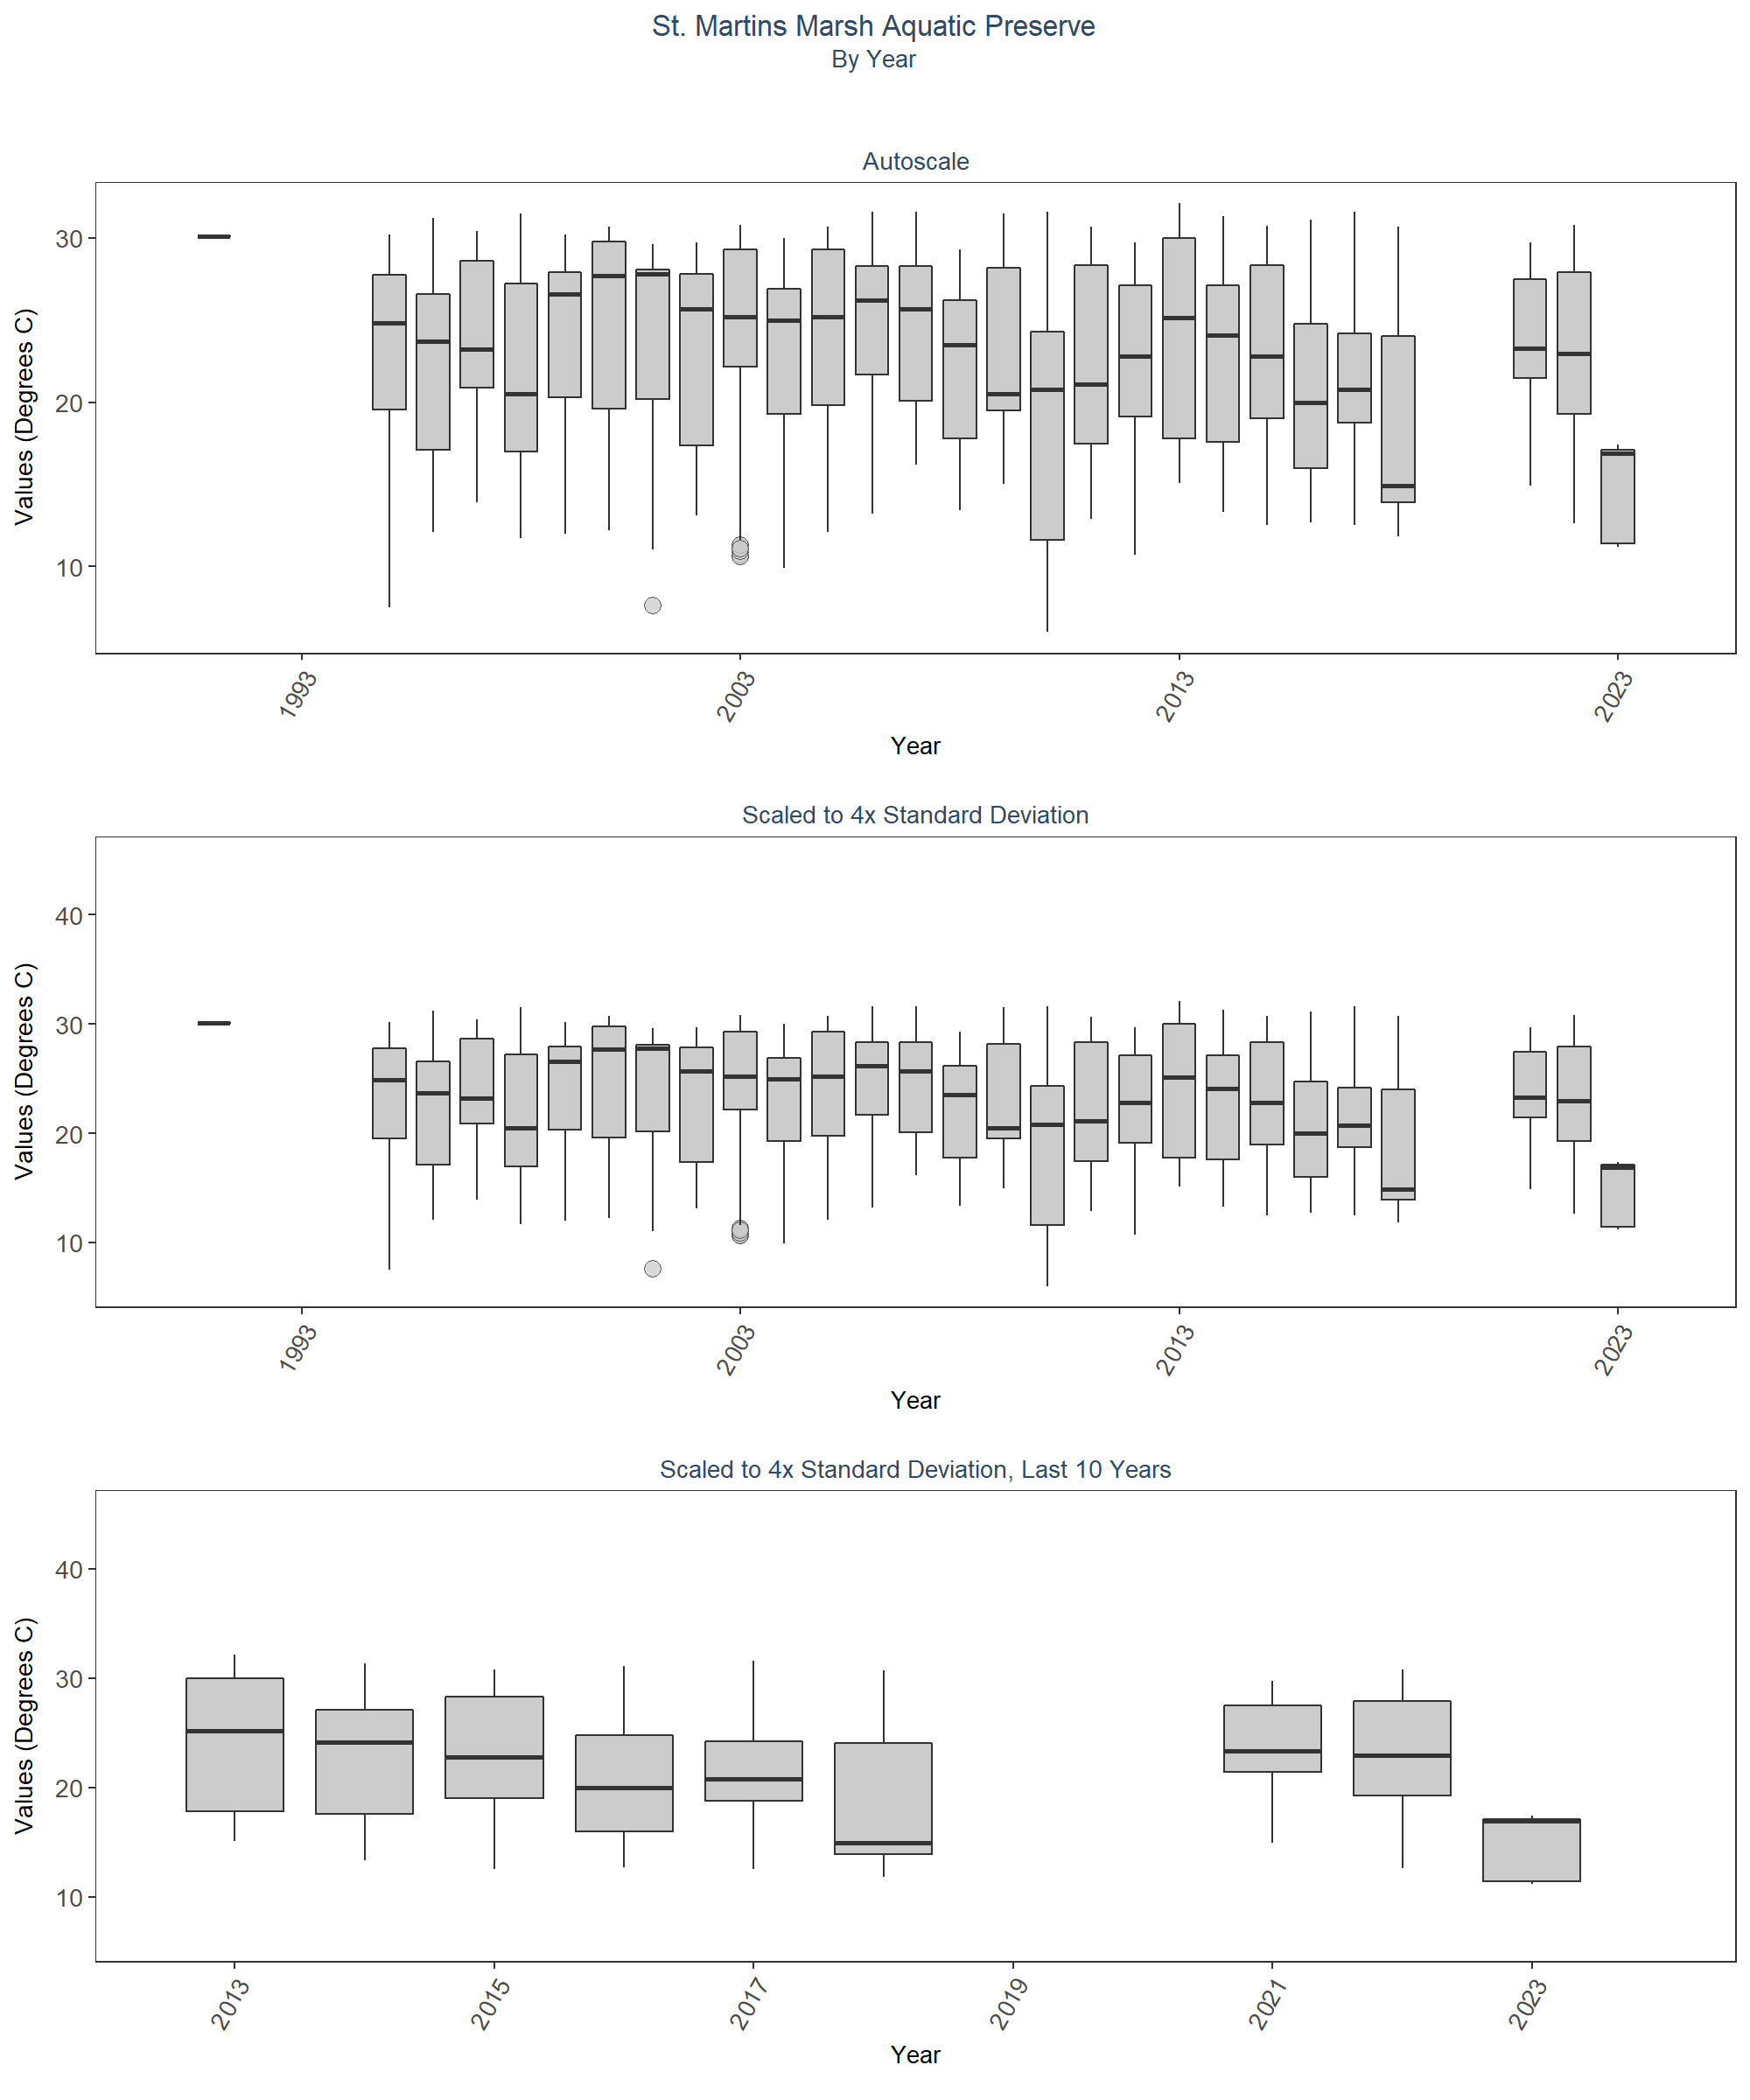 St. Martins Marsh Aquatic Preserve
By Year
Autoscale
Values (Degrees C)
30
20
10
1993
2003
2013
2023
Year
Scaled to 4x Standard Deviation
Values (Degrees C)
40
30
20
10
1993
2003
2013
2023
Year
Scaled to 4x Standard Deviation, Last 10 Years
Values (Degrees C)
40
30
20
10
2013
2015
2017
2019
2021
2023
Year